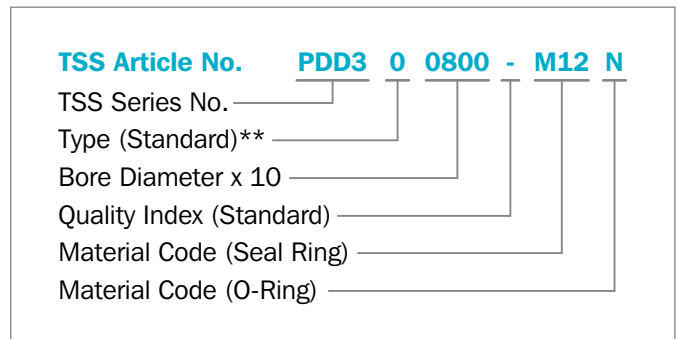 TSS Article No. PDD3 0 0800 - M12 N
TSS Series No.
Type (Standard)**
Bore Diameter x 10
Quality Index (Standard)
Material Code (Seal Ring)
Material Code (O-Ring)